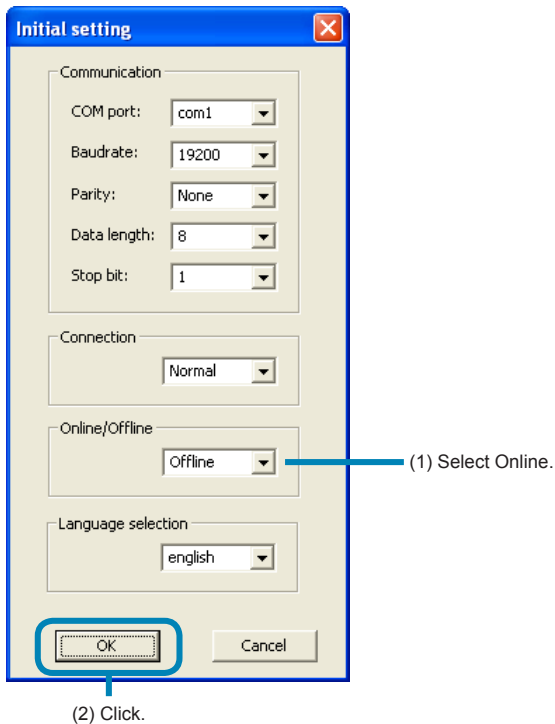 Initial setting
Communication
COM port: com1
Baudrate: 19200
Parity: None
Data length: 8
Stop bit: 1
Connection
Normal
Online/Offline
Offline
(1) Select Online.
Language selection
english
OK Cancel
(2) Click.